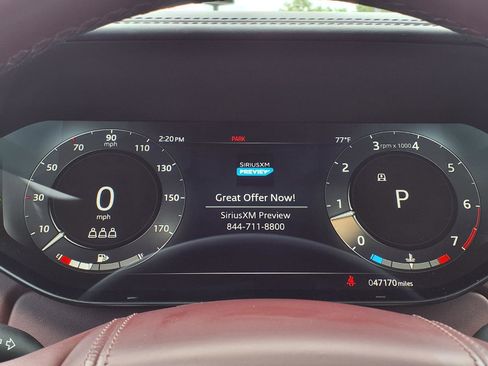 2:20 PM PARK 77°F
SIRIUSXM
PREVIEW
Great Offer Now!
SiriusXM Preview
844-711-8800
90
mph
70 110
30 130
150
10 170
0
mph
3 rpm x 1000 4
2 5
1 6
0 7
P
047170 miles